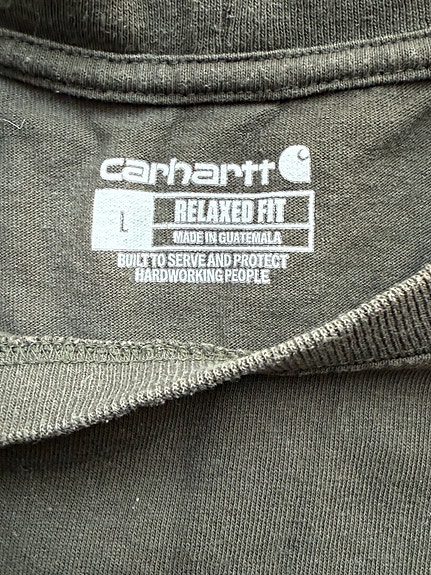 carhartt
L
RELAXED FIT
MADE IN GUATEMALA
BUILT TO SERVE AND PROTECT
HARDWORKING PEOPLE